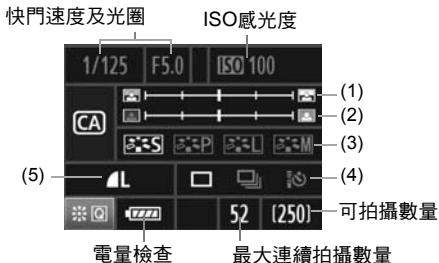 快門速度及光圈
ISO感光度
1/125 F5.0 ISO 100
(1)
CA
(2)
S P L M
(3)
(5)
L
(4)
Q
52 [250]
可拍攝數量
電量檢查
最大連續拍攝數量